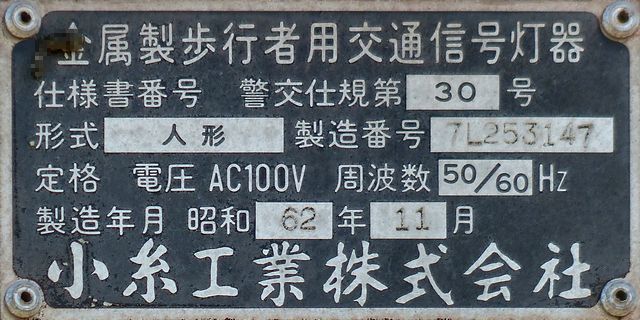 金属製歩行者用交通信号灯器
仕様書番号 警交仕規第 30 号
形式 人形 製造番号 7L253147
定格 電圧 AC100V 周波数 50/60 Hz
製造年月 昭和 62 年 11 月
小糸工業株式会社